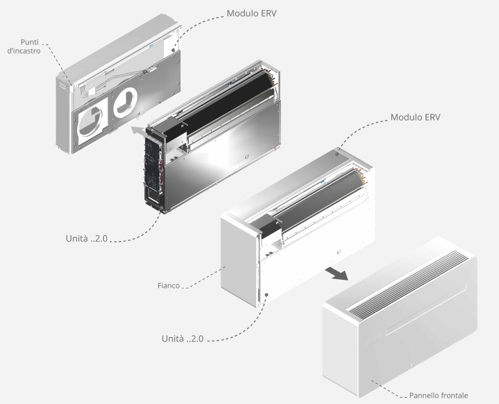 Modulo ERV
Punti
d'incastro
Modulo ERV
Unità ..2.0
Fianco
Unità ..2.0
Pannello frontale